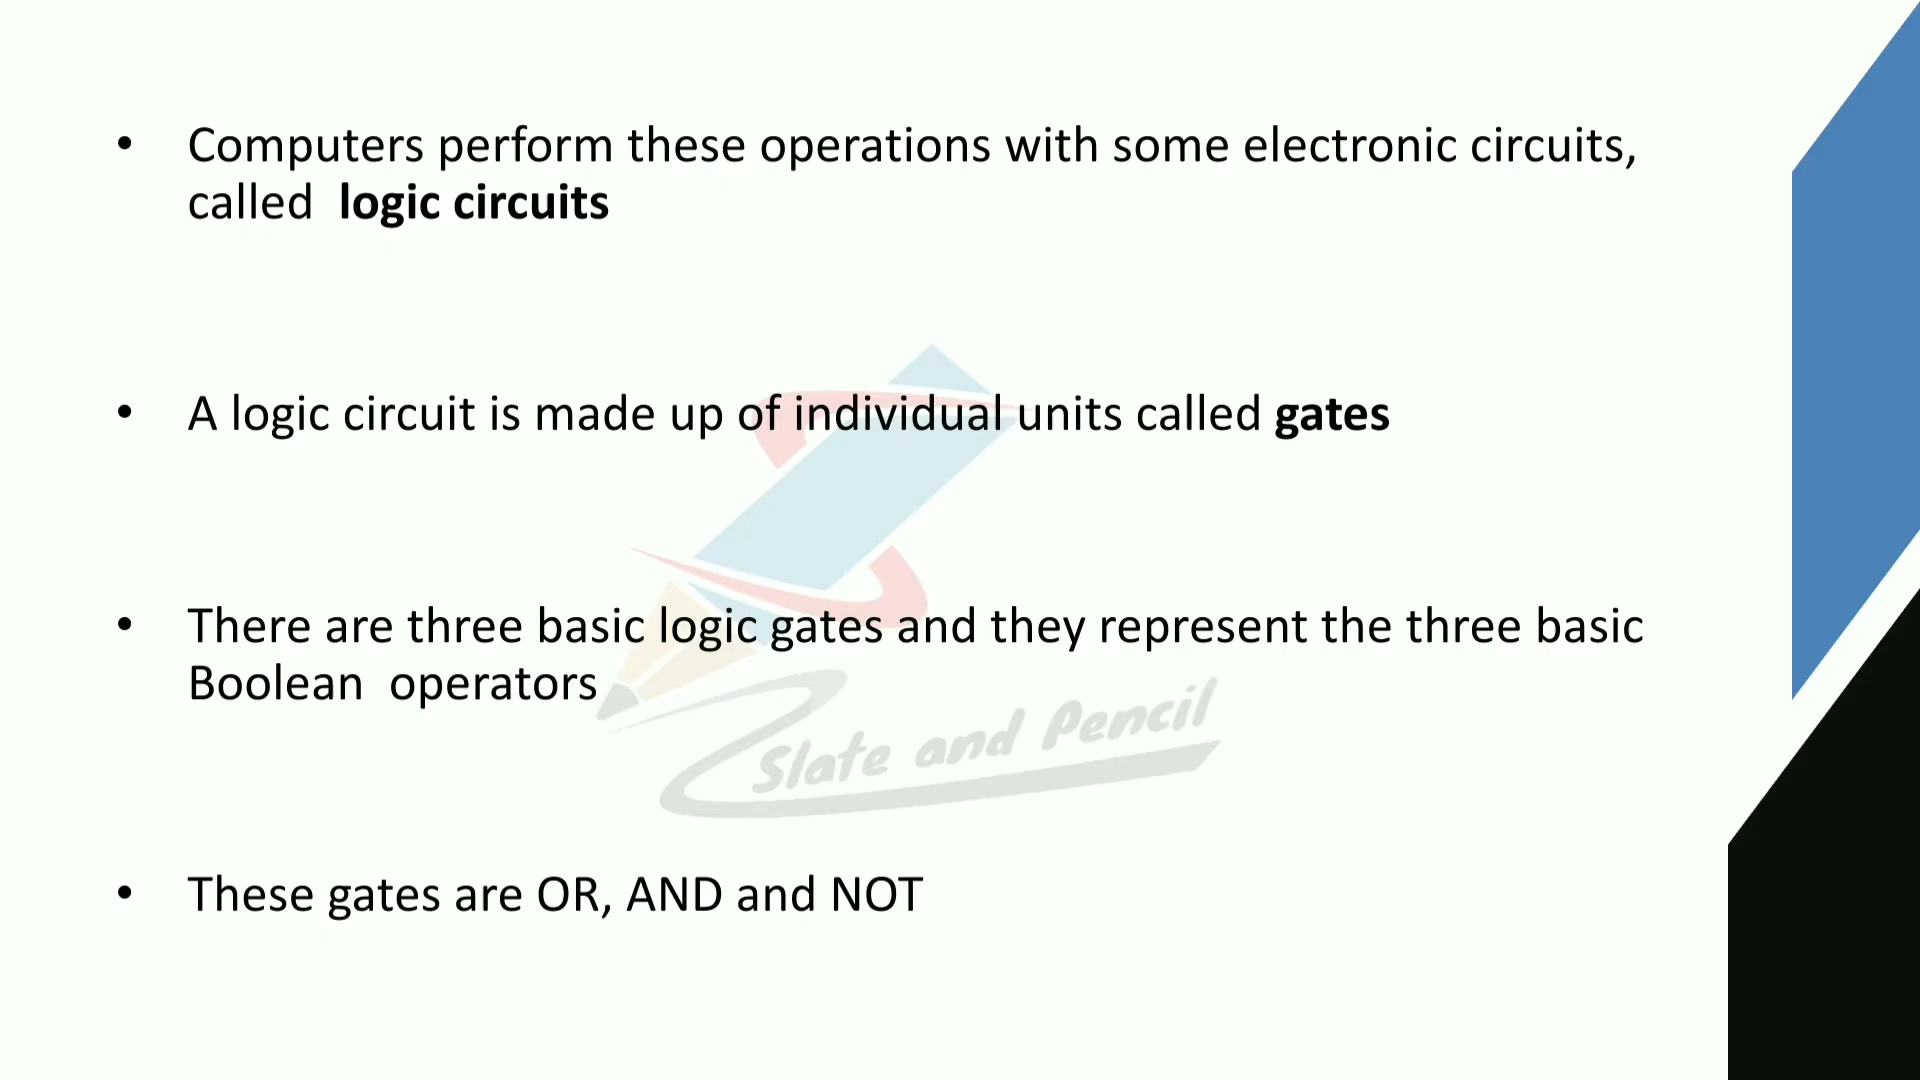 • Computers perform these operations with some electronic circuits,
called logic circuits
• A logic circuit is made up of individual units called gates
• There are three basic logic gates and they represent the three basic
Boolean operators
Slate and Pencil
• These gates are OR, AND and NOT